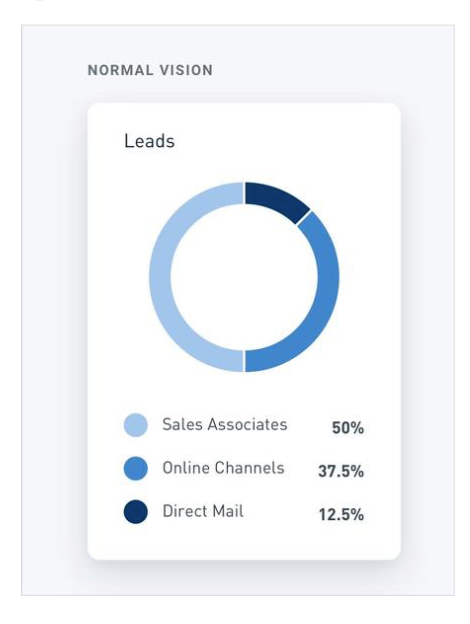 NORMAL VISION
Leads
Sales Associates 50%
Online Channels 37.5%
Direct Mail 12.5%